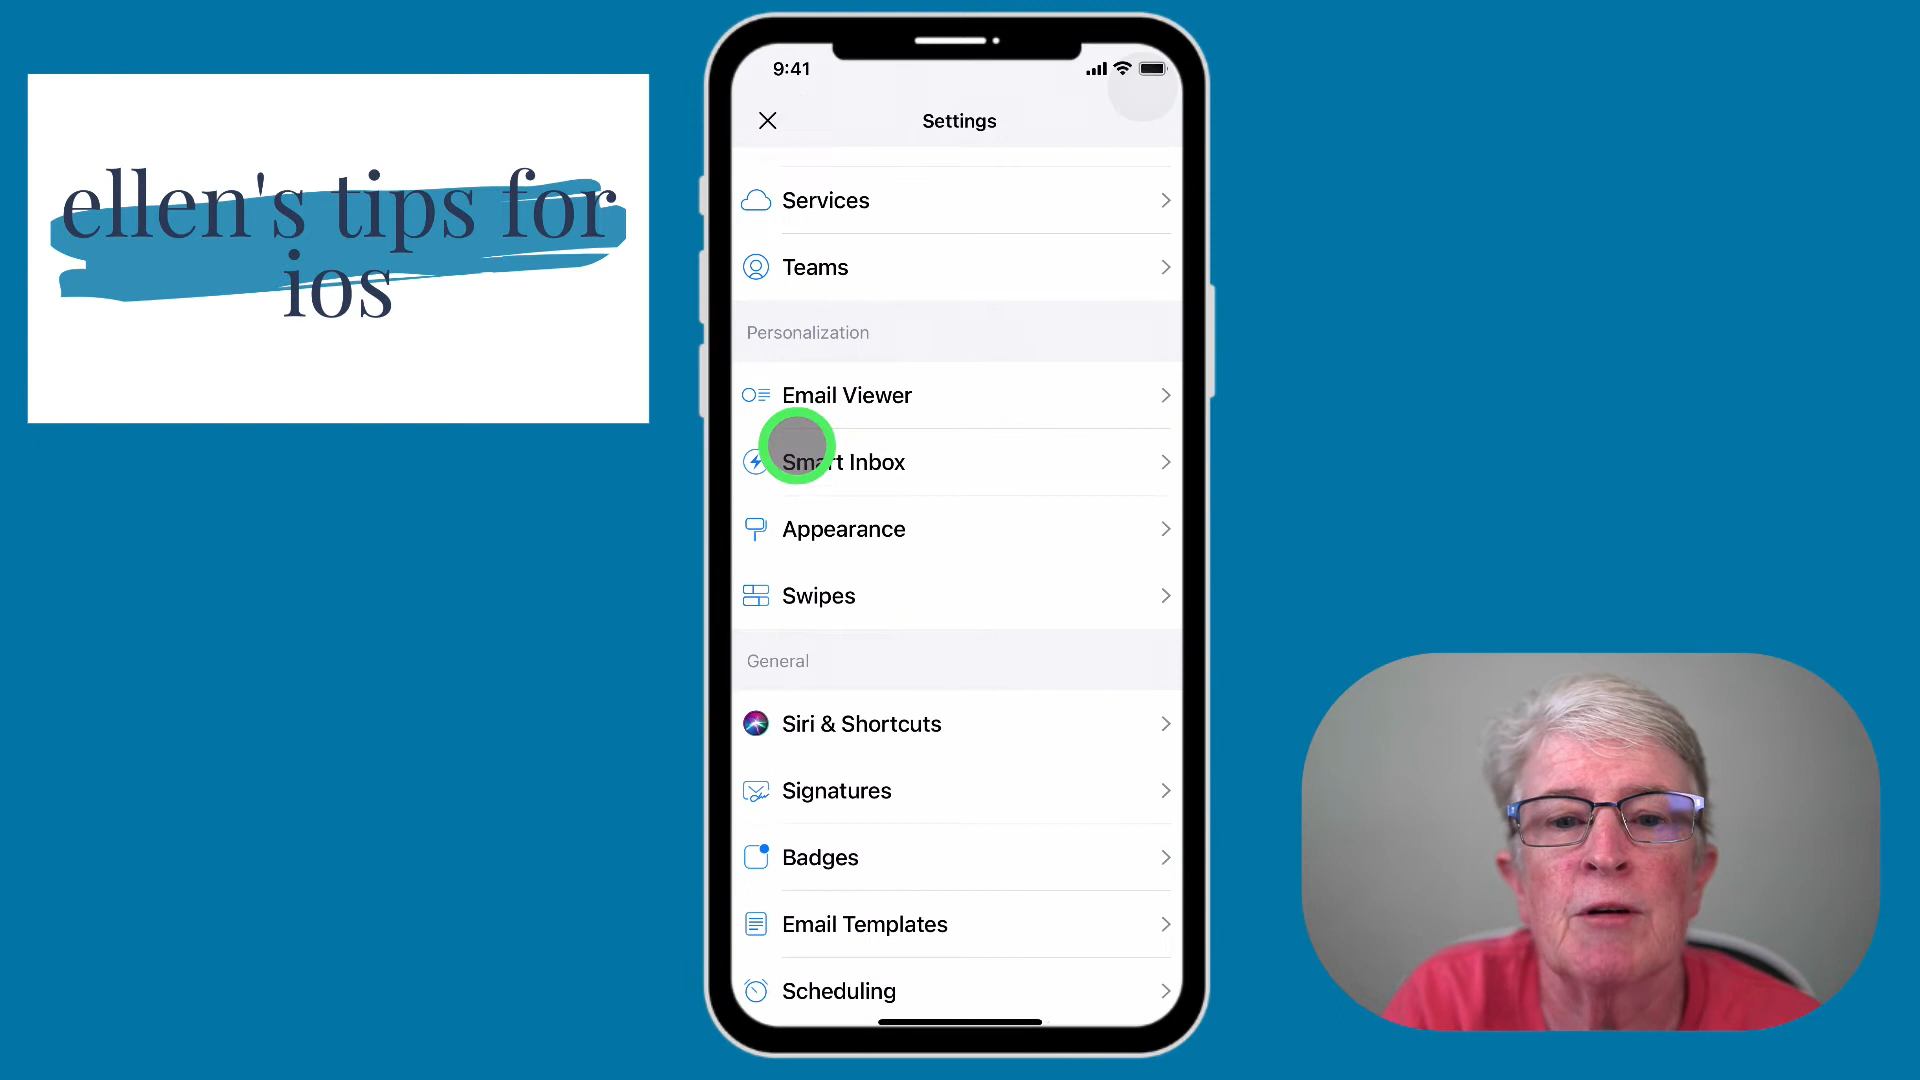 ellen's tips for
ios
9:41
Settings
Services
Teams
Personalization
Email Viewer
Smart Inbox
Appearance
Swipes
General
Siri & Shortcuts
Signatures
Badges
Email Templates
Scheduling